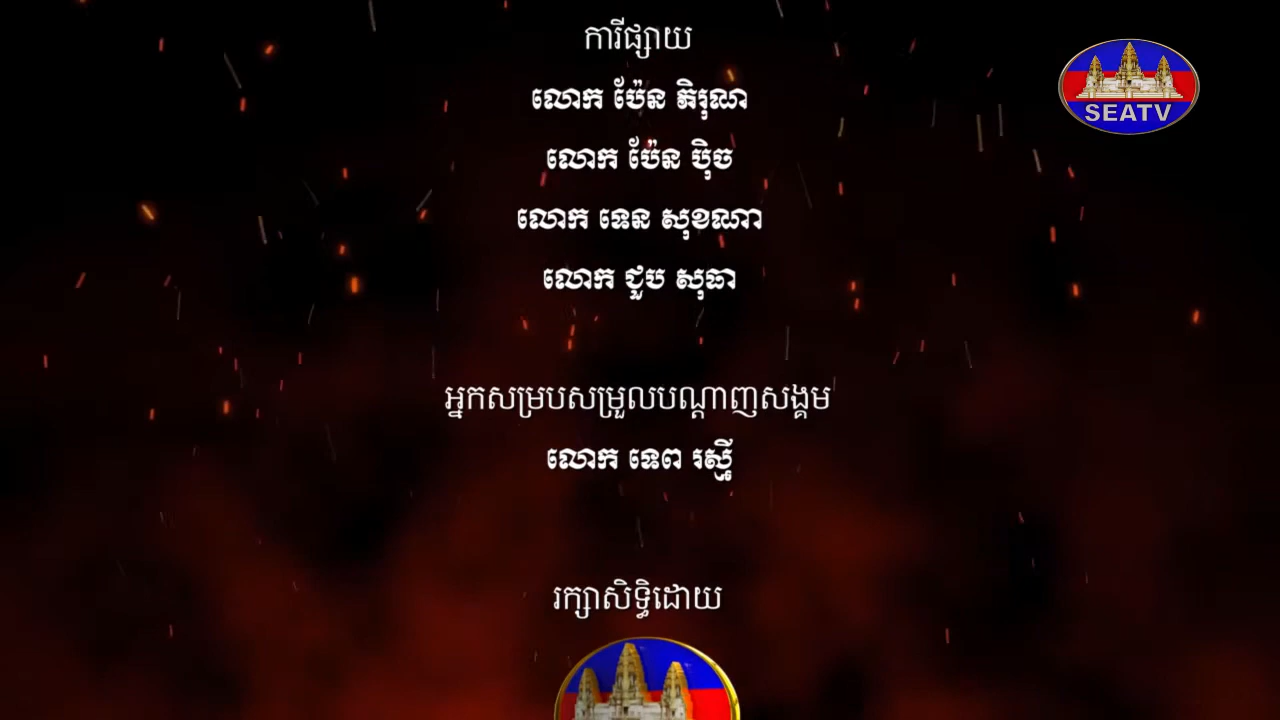 ការីផ្សាយ
SEATV
លោក ប៉ែន ភិរុណ
លោក ប៉ែន ប៊ិច
លោក ទេន សុខណា
លោក ជួប សុធា
អ្នកសម្របសម្រួលបណ្តាញសង្គម
លោក ទេព រស្មី
រក្សាសិទ្ធិដោយ